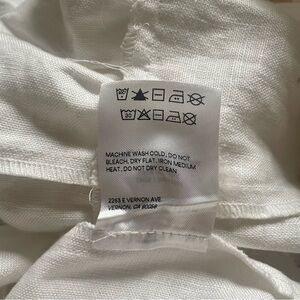 MACHINE WASH COLD, DO NOT
BLEACH, DRY FLAT, IRON MEDIUM
HEAT, DO NOT DRY CLEAN
2263 E VERNON AVE
VERNON, CA 90058